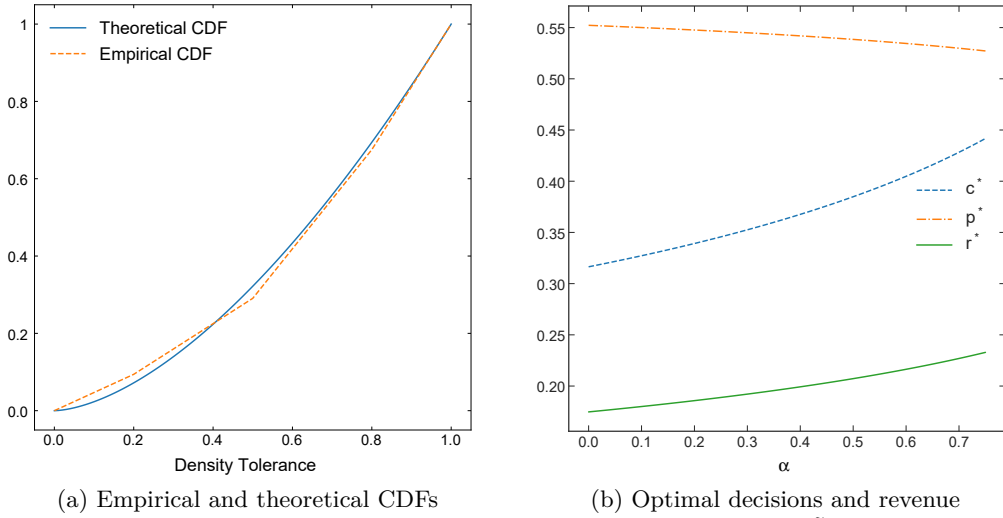 1
0.8
0.6
0.4
0.2
0.0
Theoretical CDF
Empirical CDF
0.0 0.2 0.4 0.6 0.8 1.0
Density Tolerance
(a) Empirical and theoretical CDFs
0.55
0.50
0.45
0.40
0.35
0.30
0.25
0.20
c*
p*
r*
0.0 0.1 0.2 0.3 0.4 0.5 0.6 0.7
α
(b) Optimal decisions and revenue